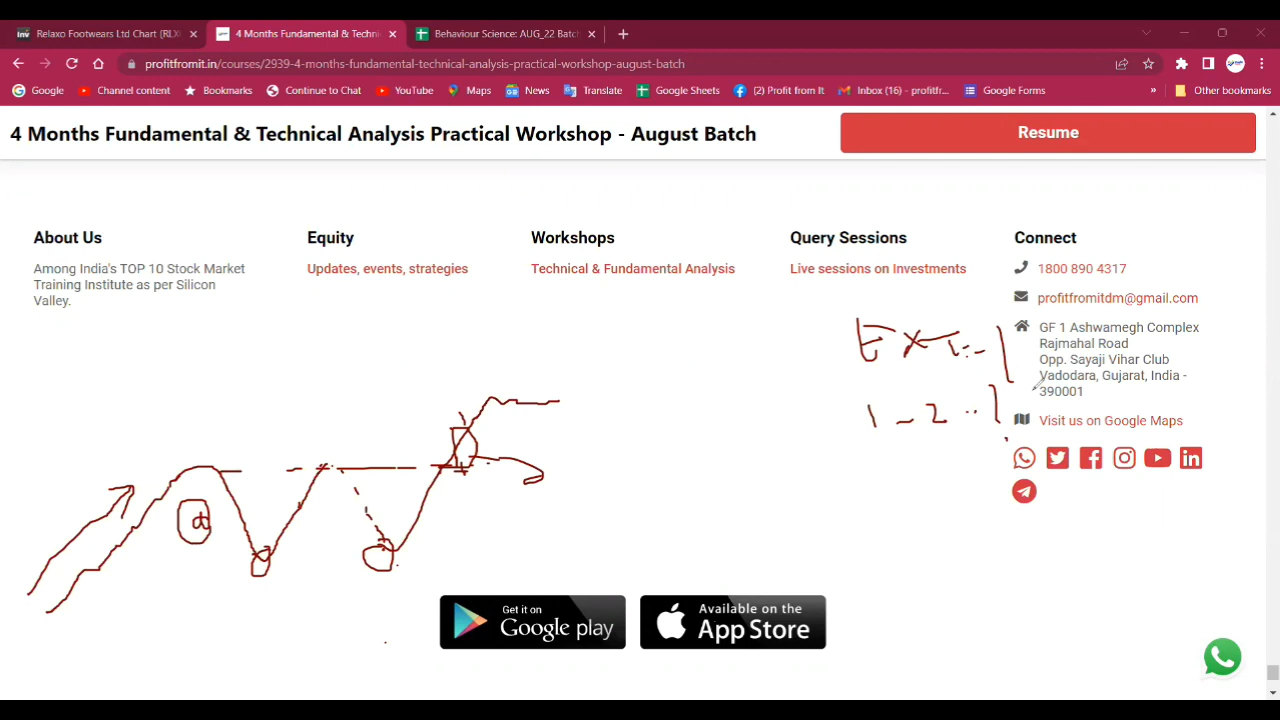 Relaxo Footwears Ltd Chart (RLX
4 Months Fundamental & Techni
Behaviour Science: AUG_22 Batch
profitfromit.in/courses/2939-4-months-fundamental-technical-analysis-practical-workshop-august-batch
Google
Channel content
Bookmarks
Continue to Chat
YouTube
Maps
News
Translate
Google Sheets
(2) Profit from It
Inbox (16) - profitfr...
Google Forms
»
Other bookmarks
4 Months Fundamental & Technical Analysis Practical Workshop - August Batch
Resume
About Us
Among India's TOP 10 Stock Market
Training Institute as per Silicon
Valley.
Equity
Updates, events, strategies
Workshops
Technical & Fundamental Analysis
Query Sessions
Live sessions on Investments
Connect
1800 890 4317
profitfromitdm@gmail.com
GF 1 Ashwamegh Complex
Rajmahal Road
Opp. Sayaji Vihar Club
Vadodara, Gujarat, India -
390001
Visit us on Google Maps
1 - 2
d
GET IT ON
Google play
Available on the
App Store